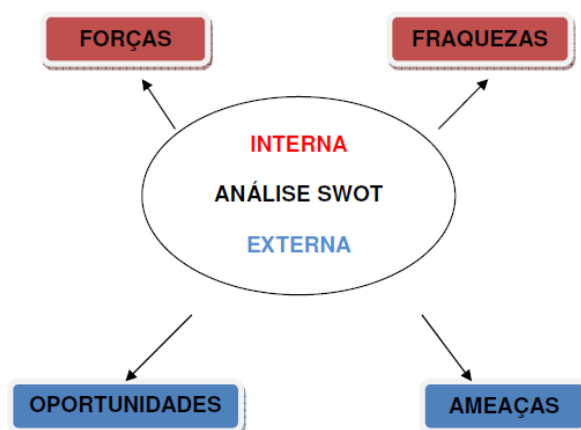 FORÇAS
FRAQUEZAS
INTERNA
ANÁLISE SWOT
EXTERNA
OPORTUNIDADES
AMEAÇAS